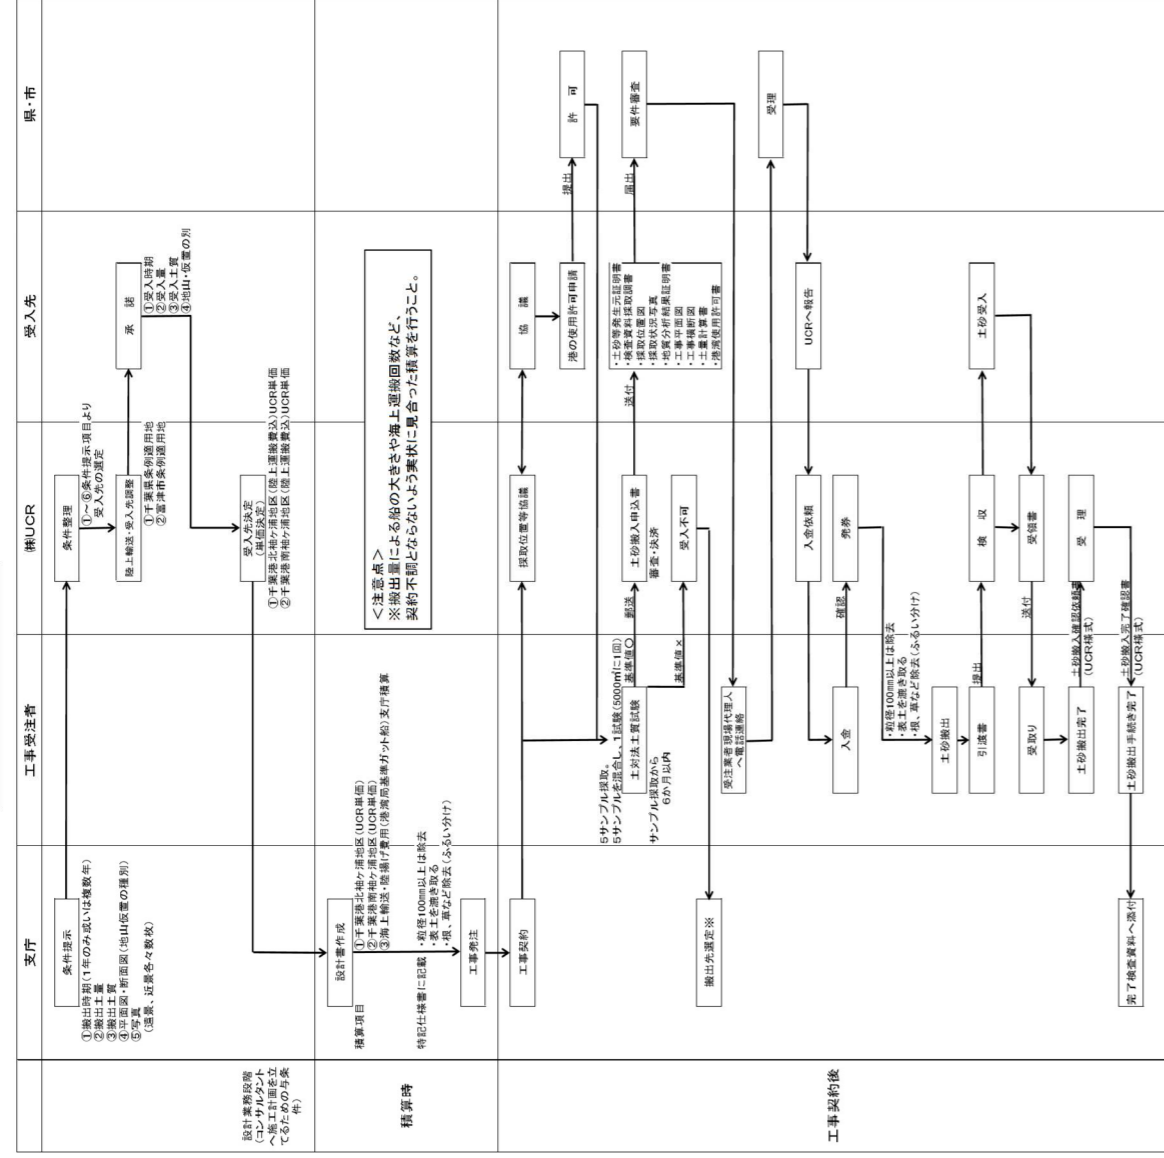 支庁
工事受注者
㈱UCR
受入先
県・市
設計業務段階
(コンサルタント
へ施工計画を立
てるための与条
件)
条件提示
①搬出時期(1年のみ或いは複数年)
②搬出土量
③搬出土質
④平面図・断面図(地山仮置の種別)
⑤写真
(遠景、近景各々数枚)
条件整理
①~⑥条件提示項目より
受入先の選定
陸上輸送・受入先調整
①千葉県条例適用地
②富津市条例適用地
承　諾
①受入時期
②受入量
③受入土質
④地山・仮置の別
受入先決定
(単価決定)
①千葉港北袖ヶ浦地区(陸上運搬費込)UCR単価
②千葉港南袖ヶ浦地区(陸上運搬費込)UCR単価
積算時
設計書作成
積算項目
①千葉港北袖ケ浦地区(UCR単価)
②千葉港南袖ケ浦地区(UCR単価)
③海上輸送・陸揚げ費用(港湾局基準ガット船)支庁積算
特記仕様書に記載
・粒径100mm以上は除去
・表土を漉き取る
・根、草など除去(ふるい分け)
工事発注
<注意点>
※搬出量による船の大きさや海上運搬回数など、
契約不調とならないよう実状に見合った積算を行うこと。
工事契約後
工事契約
採取位置等協議
協　議
港の使用許可申請
提出
許　可
5サンプル採取。
5サンプルを混合し、1試験(5000㎥に1回)
土対法土質試験
サンプル採取から
6か月以内
基準値○
郵送
土砂搬入申込書
審査・決済
送付
・土砂等発生元証明書
・検査資料採取調書
・採取位置図
・採取状況写真
・地質分析結果証明書
・工事平面図
・工事横断図
・土量計算書
・港湾使用許可書
届出
要件審査
基準値×
受入不可
搬出先選定※
受注業者現場代理人
へ電話連絡
受理
UCRへ報告
入金依頼
入金
確認
発券
・粒径100mm以上は除去
・表土を漉き取る
・根、草など除去(ふるい分け)
土砂搬出
引渡書
提出
検　収
土砂受入
受領書
送付
受取り
土砂搬出完了
土砂搬入確認依頼書
(UCR様式)
受　理
土砂搬入完了確認書
(UCR様式)
土砂搬出手続き完了
完了検査資料へ添付